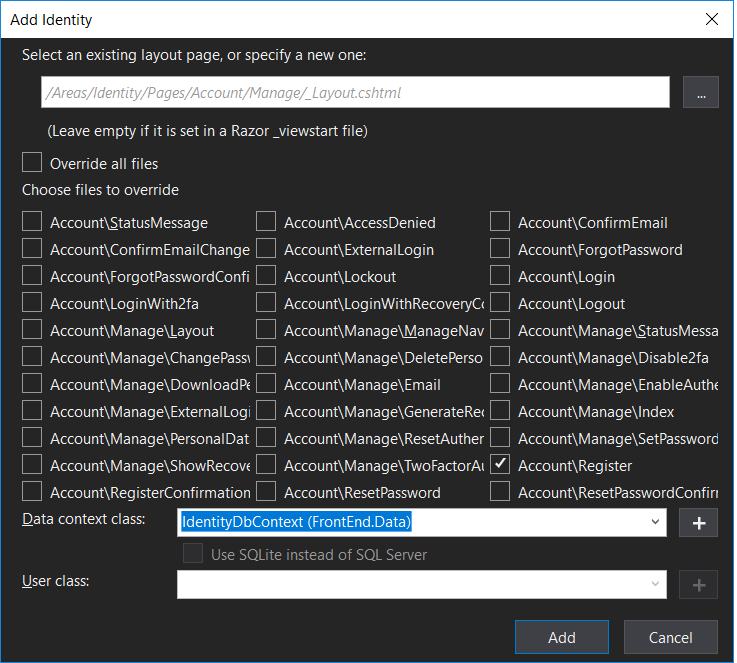 Add Identity
Select an existing layout page, or specify a new one:
/Areas/Identity/Pages/Account/Manage/_Layout.cshtml
...
(Leave empty if it is set in a Razor _viewstart file)
Override all files
Choose files to override
Account\StatusMessage Account\AccessDenied Account\ConfirmEmail
Account\ConfirmEmailChange Account\ExternalLogin Account\ForgotPassword
Account\ForgotPasswordConfi Account\Lockout Account\Login
Account\LoginWith2fa Account\LoginWithRecoveryCo Account\Logout
Account\Manage\Layout Account\Manage\ManageNav Account\Manage\StatusMessa
Account\Manage\ChangePassw Account\Manage\DeletePerso Account\Manage\Disable2fa
Account\Manage\DownloadPe Account\Manage\Email Account\Manage\EnableAuthe
Account\Manage\ExternalLogi Account\Manage\GenerateRec Account\Manage\Index
Account\Manage\PersonalDat Account\Manage\ResetAuthen Account\Manage\SetPassword
Account\Manage\ShowRecove Account\Manage\TwoFactorAu Account\Register
Account\RegisterConfirmation Account\ResetPassword Account\ResetPasswordConfirm
Data context class: IdentityDbContext (FrontEnd.Data)
Use SQLite instead of SQL Server
User class:
Add Cancel